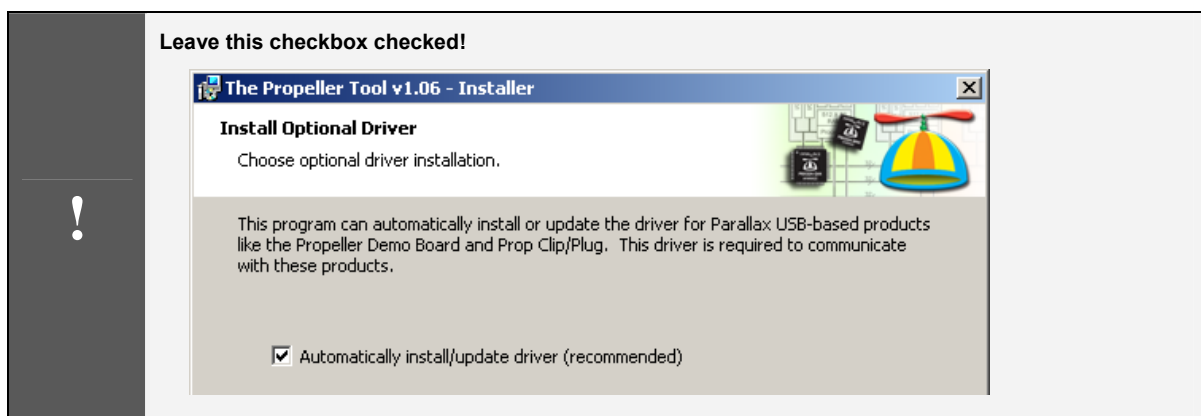 Leave this checkbox checked!
The Propeller Tool v1.06 - Installer
Install Optional Driver
Choose optional driver installation.
!
This program can automatically install or update the driver for Parallax USB-based products
like the Propeller Demo Board and Prop Clip/Plug. This driver is required to communicate
with these products.
Automatically install/update driver (recommended)